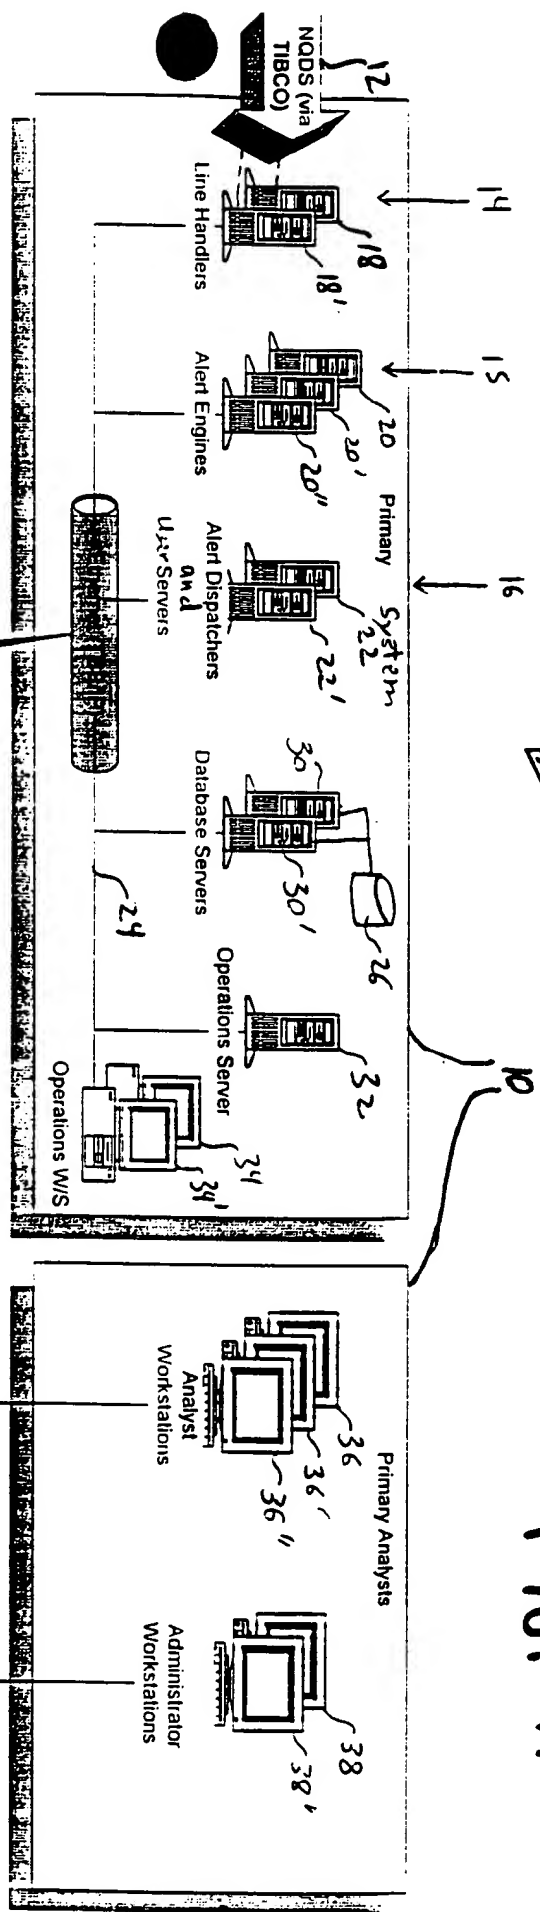 12
NQDS (via
TIBCO)
14
18
18'
Line Handlers
15
20
20'
20"
Alert Engines
16
Primary
System
22
22'
Alert Dispatchers
and
User Servers
30
30'
26
Database Servers
24
10
32
Operations Server
34
34'
Operations W/S
Primary Analysts
36
36'
36"
Analyst
Workstations
38
38'
Administrator
Workstations